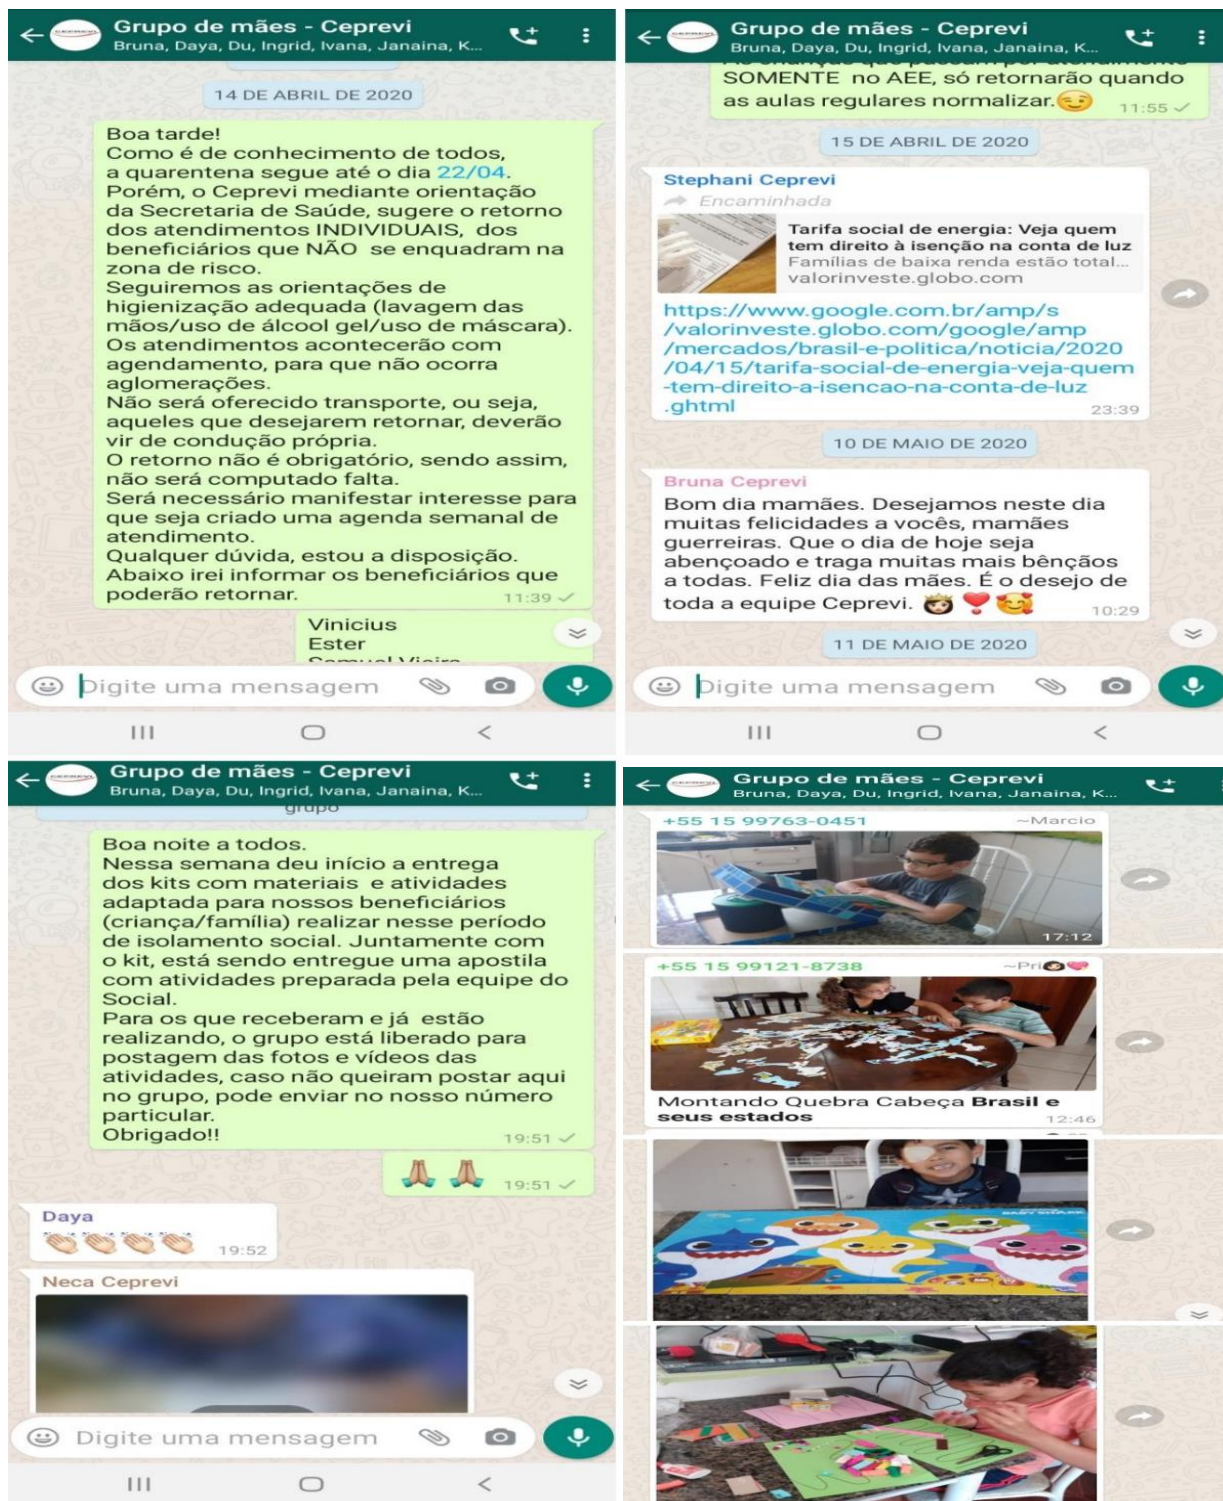 Grupo de mães - Ceprevi
Bruna, Daya, Du, Ingrid, Ivana, Janaina, K...
14 DE ABRIL DE 2020
Boa tarde!
Como é de conhecimento de todos,
a quarentena segue até o dia 22/04.
Porém, o Ceprevi mediante orientação
da Secretaria de Saúde, sugere o retorno
dos atendimentos INDIVIDUAIS, dos
beneficiários que NÃO se enquadram na
zona de risco.
Seguiremos as orientações de
higienização adequada (lavagem das
mãos/uso de álcool gel/uso de máscara).
Os atendimentos acontecerão com
agendamento, para que não ocorra
aglomerações.
Não será oferecido transporte, ou seja,
aqueles que desejarem retornar, deverão
vir de condução própria.
O retorno não é obrigatório, sendo assim,
não será computado falta.
Será necessário manifestar interesse para
que seja criado uma agenda semanal de
atendimento.
Qualquer dúvida, estou a disposição.
Abaixo irei informar os beneficiários que
poderão retornar. 11:39
Vinicius
Ester
Samuel Vieira
Digite uma mensagem
Grupo de mães - Ceprevi
Bruna, Daya, Du, Ingrid, Ivana, Janaina, K...
As crianças que passam por atendimento
SOMENTE no AEE, só retornarão quando
as aulas regulares normalizar.😉 11:55
15 DE ABRIL DE 2020
Stephani Ceprevi
Encaminhada
Tarifa social de energia: Veja quem
tem direito à isenção na conta de luz
Famílias de baixa renda estão total...
valorinveste.globo.com
https://www.google.com.br/amp/s
/valorinveste.globo.com/google/amp
/mercados/brasil-e-politica/noticia/2020
/04/15/tarifa-social-de-energia-veja-quem
-tem-direito-a-isencao-na-conta-de-luz
.ghtml 23:39
10 DE MAIO DE 2020
Bruna Ceprevi
Bom dia mamães. Desejamos neste dia
muitas felicidades a vocês, mamães
guerreiras. Que o dia de hoje seja
abençoado e traga muitas mais bênçãos
a todas. Feliz dia das mães. É o desejo de
toda a equipe Ceprevi. 👸❣️🥰 10:29
11 DE MAIO DE 2020
Digite uma mensagem
Grupo de mães - Ceprevi
Bruna, Daya, Du, Ingrid, Ivana, Janaina, K...
grupo
Boa noite a todos.
Nessa semana deu início a entrega
dos kits com materiais e atividades
adaptada para nossos beneficiários
(criança/família) realizar nesse período
de isolamento social. Juntamente com
o kit, está sendo entregue uma apostila
com atividades preparada pela equipe do
Social.
Para os que receberam e já estão
realizando, o grupo está liberado para
postagem das fotos e vídeos das
atividades, caso não queiram postar aqui
no grupo, pode enviar no nosso número
particular.
Obrigado!! 19:51
🙏🙏 19:51
Daya
👏👏👏👏 19:52
Neca Ceprevi
Digite uma mensagem
Grupo de mães - Ceprevi
Bruna, Daya, Du, Ingrid, Ivana, Janaina, K...
+55 15 99763-0451 ~Marcio
17:12
+55 15 99121-8738 ~Pri
Montando Quebra Cabeça Brasil e
seus estados 12:46
BABY SHARK